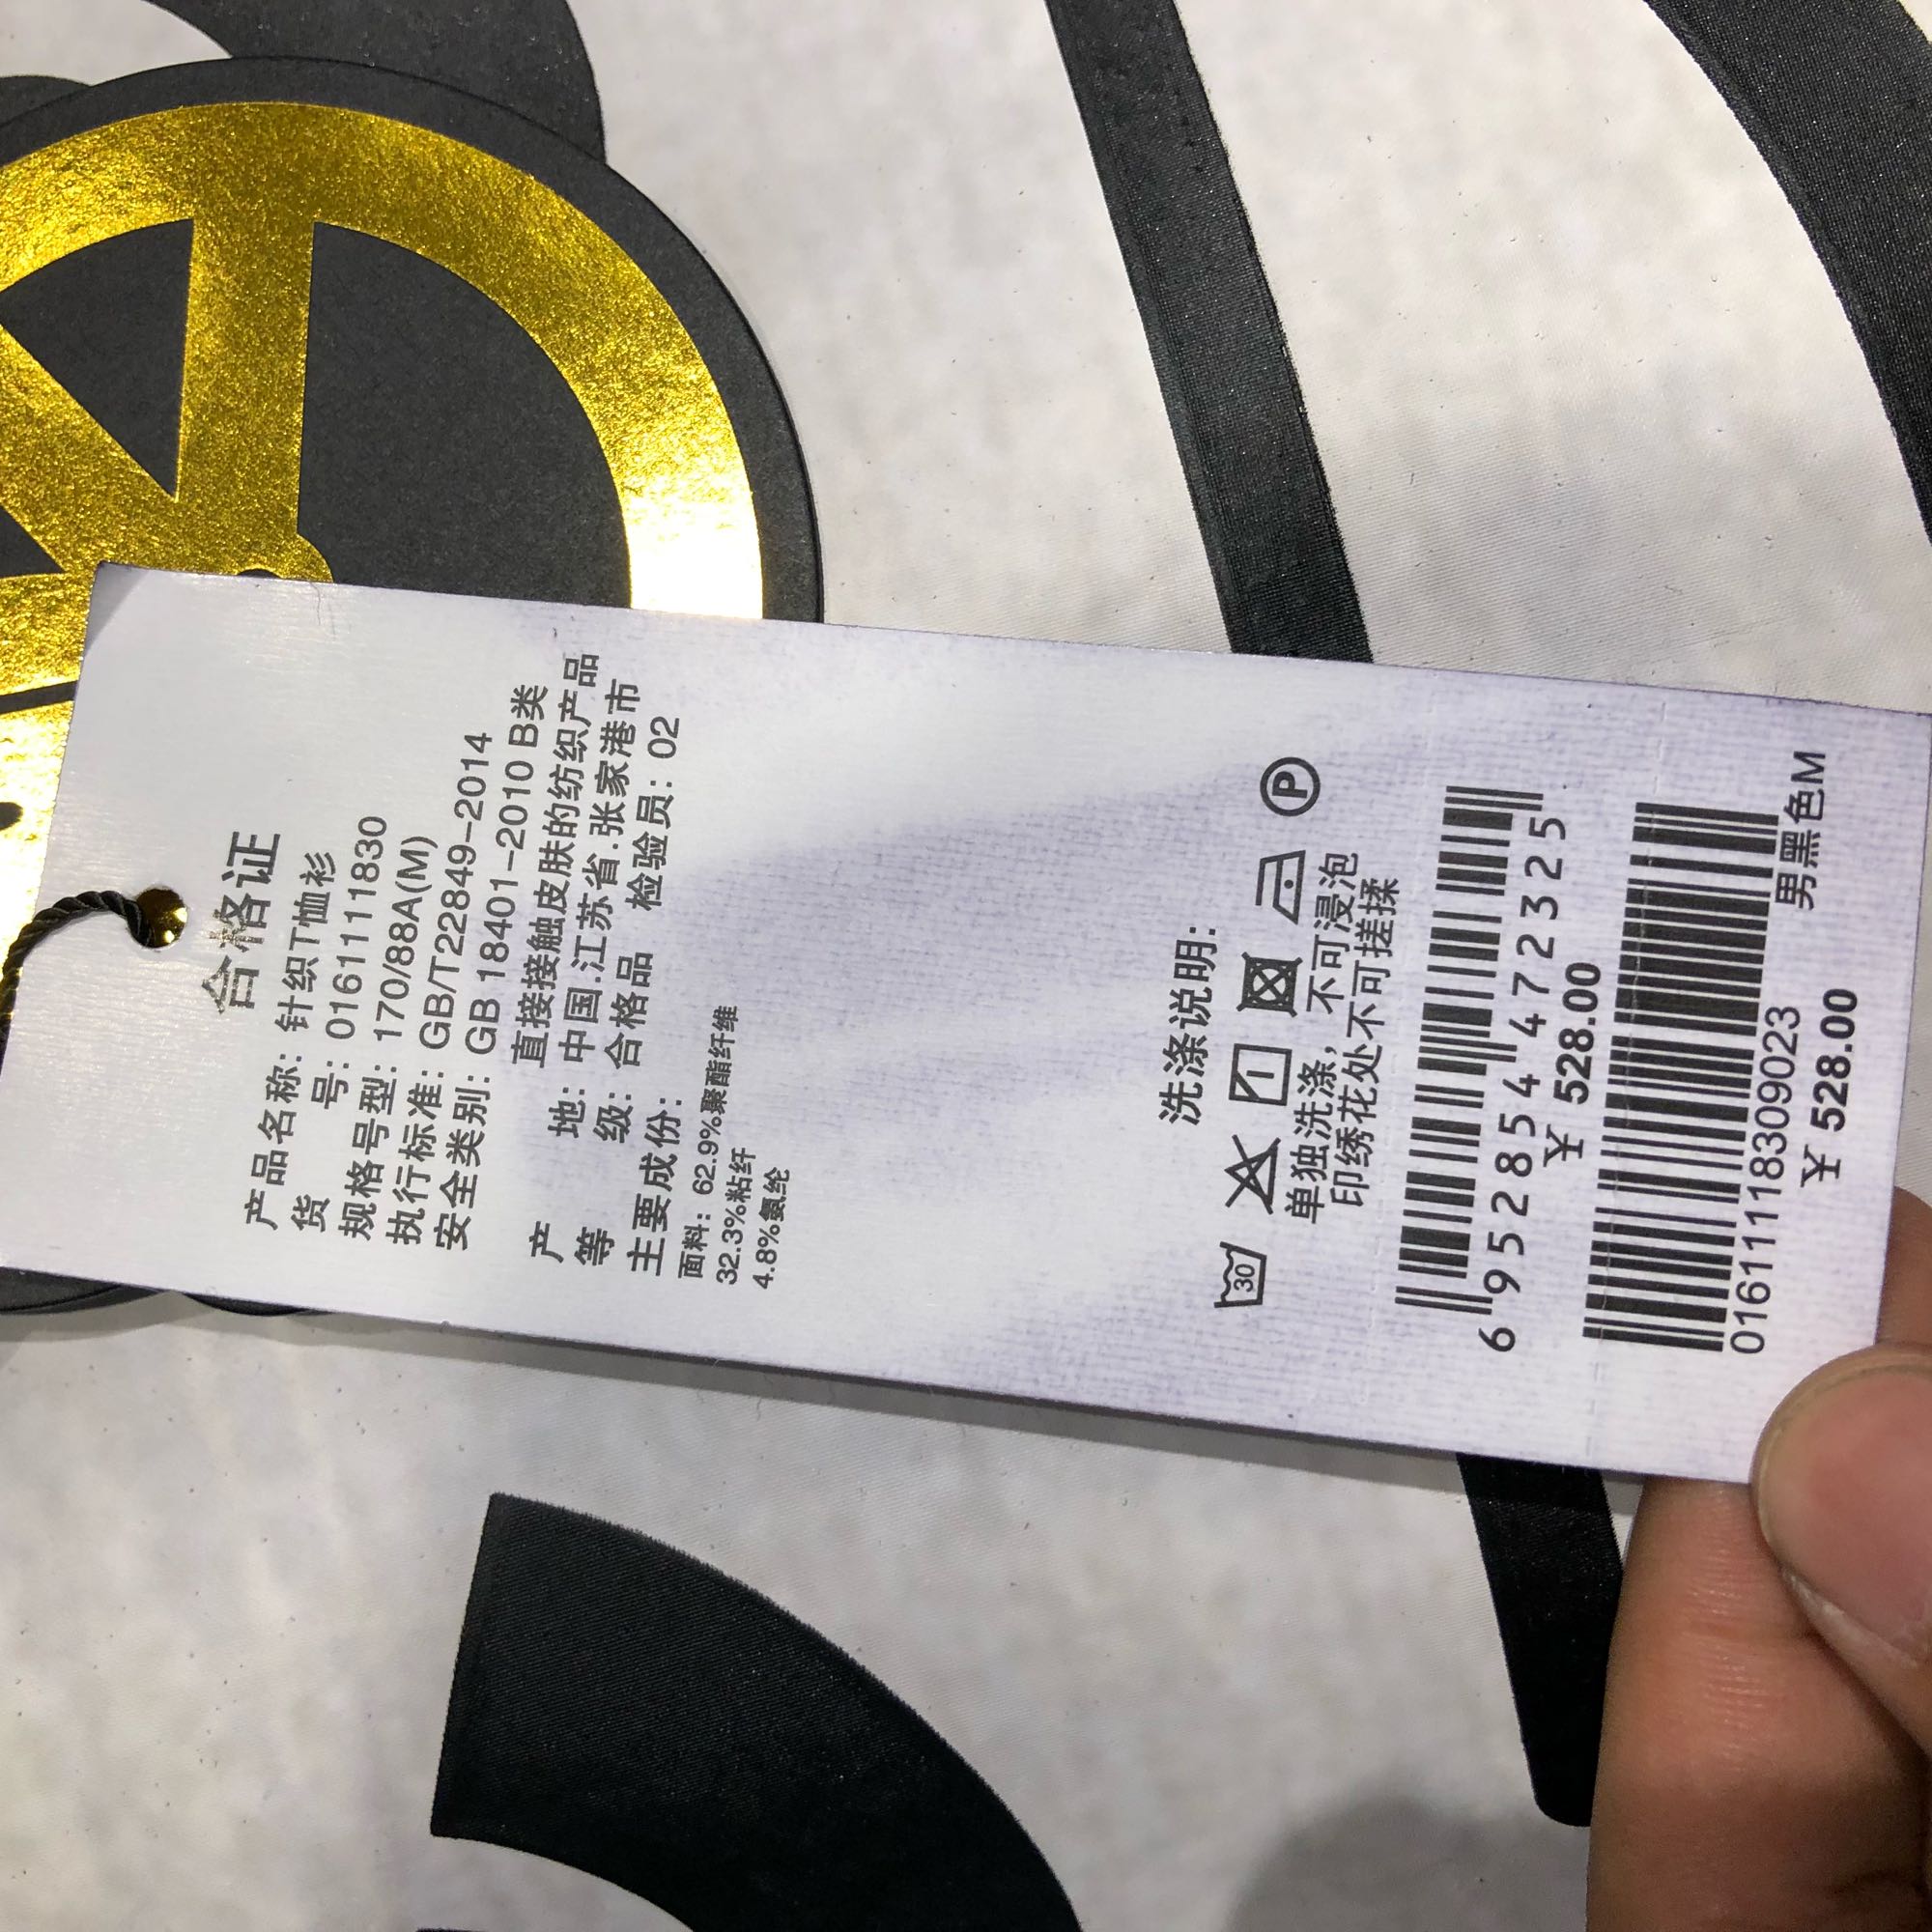 合格证
产品名称: 针织T恤衫
货 号: 0161111830
规格号型: 170/88A(M)
执行标准: GB/T22849-2014
安全类别: GB 18401-2010 B类
直接接触皮肤的纺织产品
产 地: 中国.江苏省.张家港市
等 级: 合格品 检验员: 02
主要成份:
面料: 62.9%聚酯纤维
32.3%粘纤
4.8%氨纶
洗涤说明:
30 P
单独洗涤, 不可浸泡
印绣花处不可搓揉
6 952854 472325
¥ 528.00
01611118309023 男黑色M
¥ 528.00